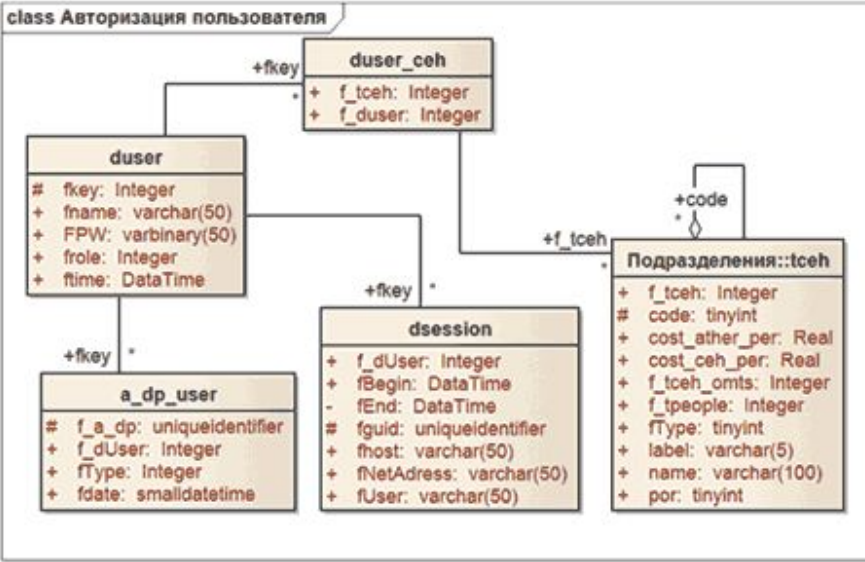 class Авторизация пользователя
duser_ceh
+ f_tceh: Integer
+ f_duser: Integer
+fkey
*
duser
# fkey: Integer
+ fname: varchar(50)
+ FPW: varbinary(50)
+ frole: Integer
+ ftime: DataTime
+code
*
+f_tceh
*
Подразделения::tceh
+ f_tceh: Integer
# code: tinyint
+ cost_ather_per: Real
+ cost_ceh_per: Real
+ f_tceh_omts: Integer
+ f_tpeople: Integer
+ fType: tinyint
+ label: varchar(5)
+ name: varchar(100)
+ por: tinyint
+fkey *
dsession
+ f_dUser: Integer
+ fBegin: DataTime
- fEnd: DataTime
# fguid: uniqueidentifier
+ fhost: varchar(50)
+ fNetAdress: varchar(50)
+ fUser: varchar(50)
+fkey *
a_dp_user
# f_a_dp: uniqueidentifier
+ f_dUser: Integer
+ fType: Integer
+ fdate: smalldatetime